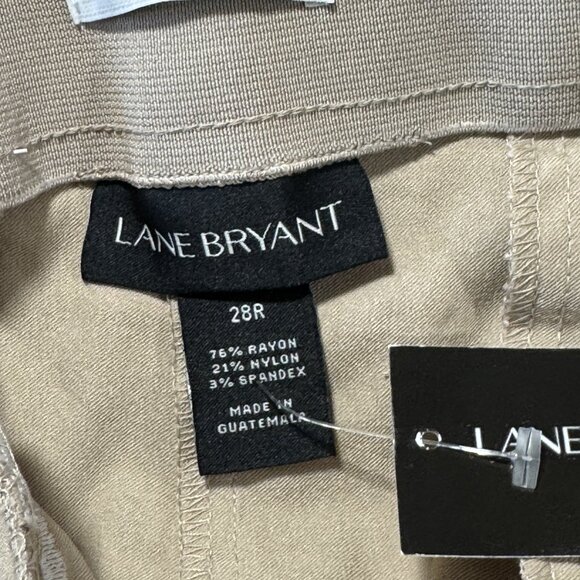 LANE BRYANT
28R
76% RAYON
21% NYLON
3% SPANDEX
MADE IN
GUATEMALA
LANE